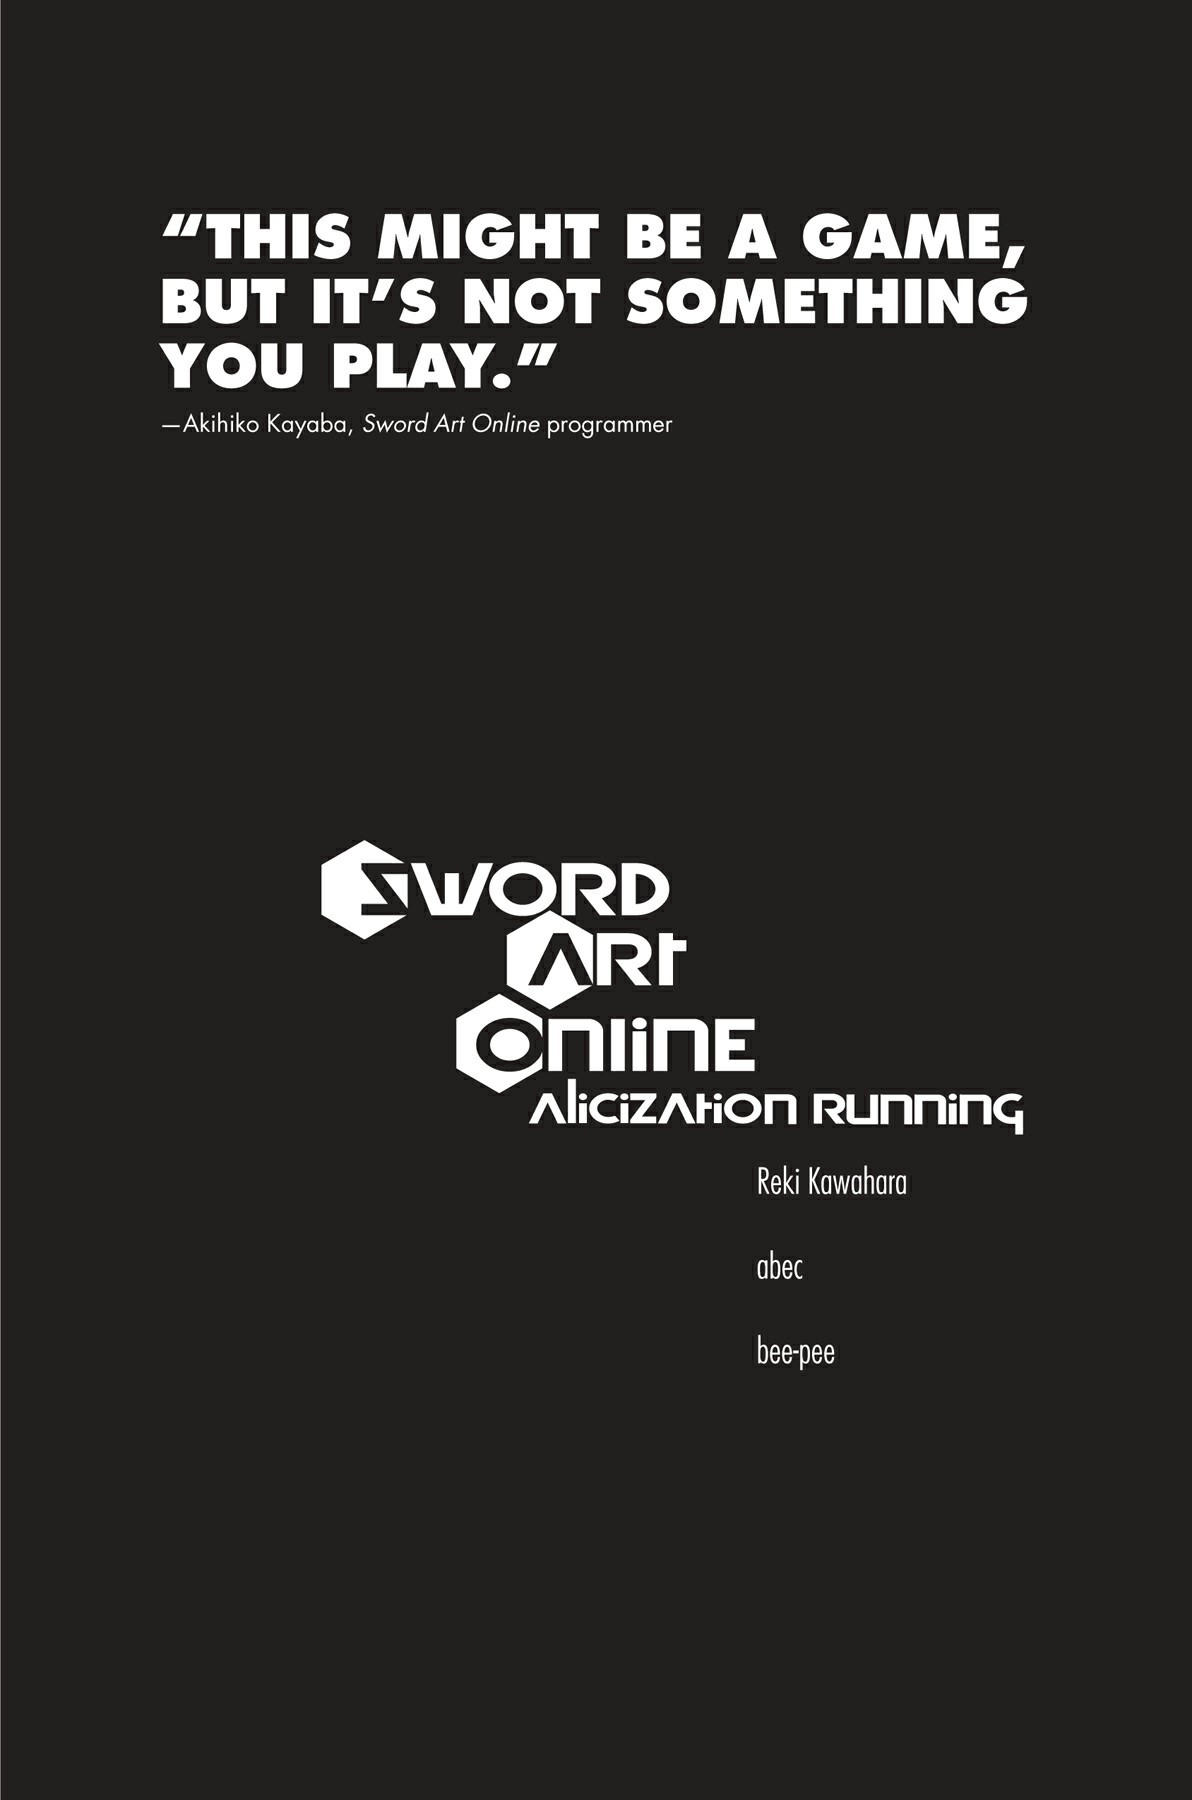 “THIS MIGHT BE A GAME,
BUT IT’S NOT SOMETHING
YOU PLAY.”
—Akihiko Kayaba, Sword Art Online programmer
SWORD
ART
ONLINE
ALICIZATION RUNNING
Reki Kawahara
abec
bee-pee